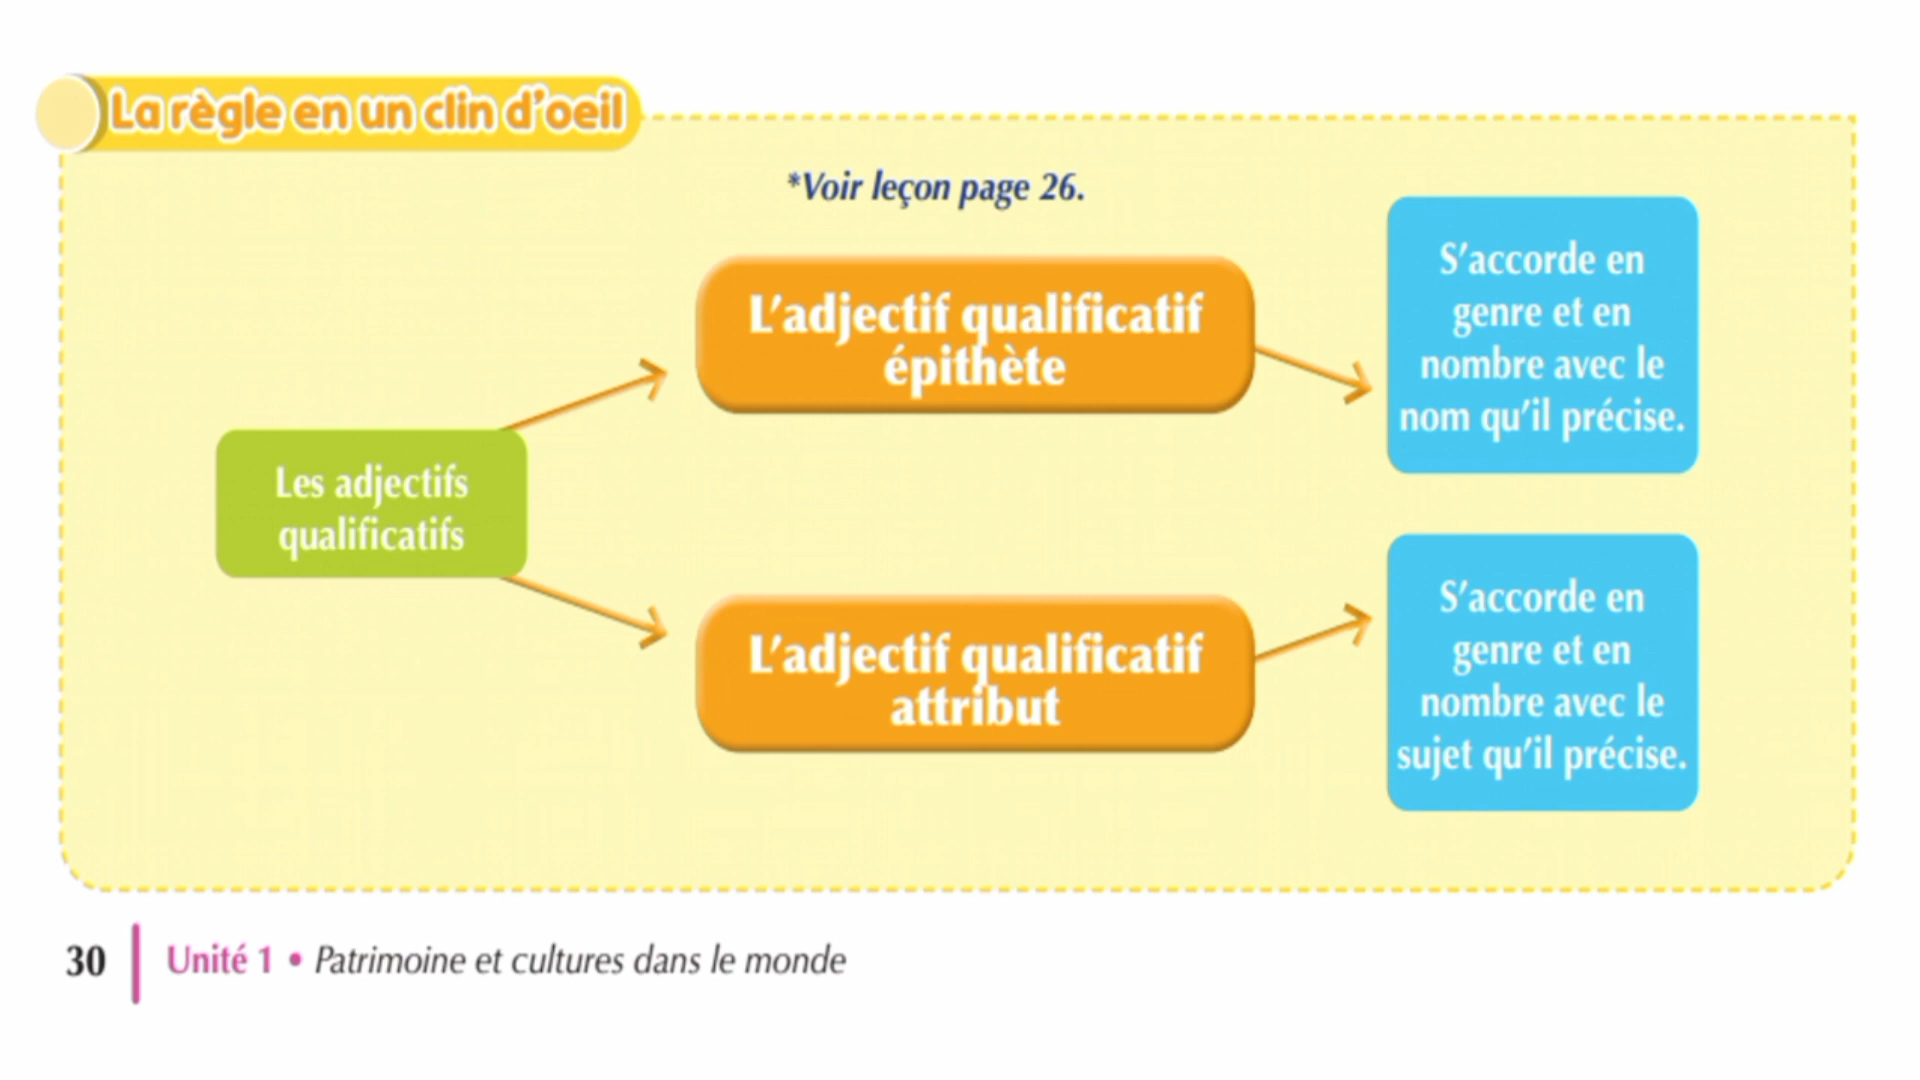 La règle en un clin d'oeil
*Voir leçon page 26.
L'adjectif qualificatif
épithète
S'accorde en
genre et en
nombre avec le
nom qu'il précise.
Les adjectifs
qualificatifs
L'adjectif qualificatif
attribut
S'accorde en
genre et en
nombre avec le
sujet qu'il précise.
30 Unité 1 • Patrimoine et cultures dans le monde